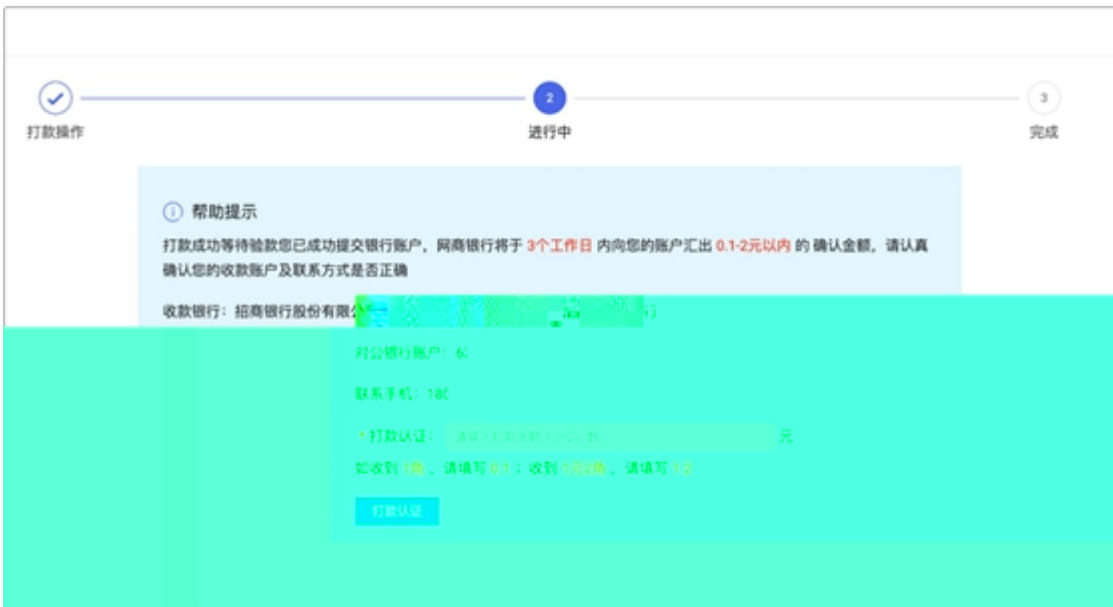 2
3
打款操作
进行中
完成
帮助提示
打款成功等待验款您已成功提交银行账户，网商银行将于 3个工作日 内向您的账户汇出 0.1-2元以内 的 确认金额，请认真
确认您的收款账户及联系方式是否正确
收款银行：招商银行股份有限公
对公银行账户：6
联系手机：180
*打款认证：
元
如收到 1角 ，请填写 0.1 ；收到 1元2角 ，请填写 1.2
打款认证